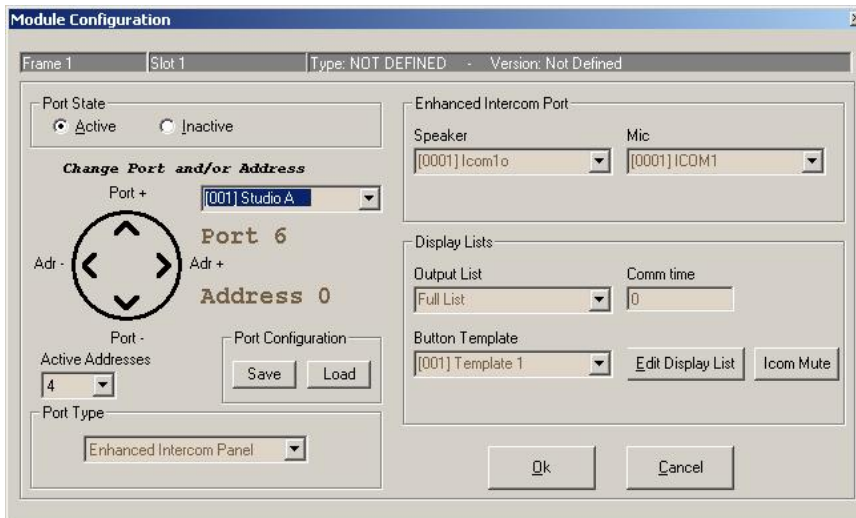 Module Configuration
Frame 1 Slot 1 Type: NOT DEFINED - Version: Not Defined
Port State
Active Inactive
Change Port and/or Address
Port +
[001] Studio A
Port 6
Adr - Adr +
Address 0
Port -
Active Addresses
4
Port Configuration
Save Load
Port Type
Enhanced Intercom Panel
Enhanced Intercom Port
Speaker Mic
[0001] Icom1o [0001] ICOM1
Display Lists
Output List Comm time
Full List 0
Button Template
[001] Template 1 Edit Display List Icom Mute
Ok Cancel